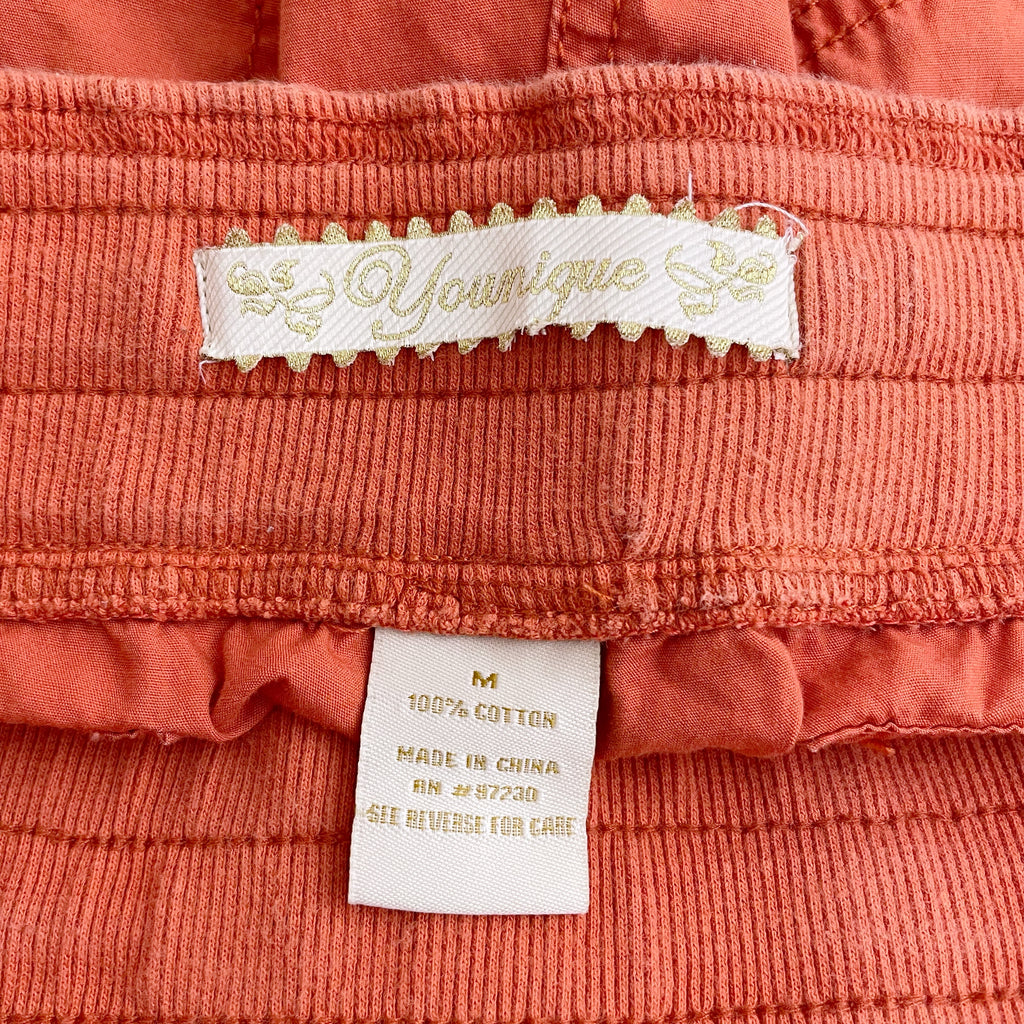 Younique
M
100% COTTON
MADE IN CHINA
RN #97230
SEE REVERSE FOR CARE